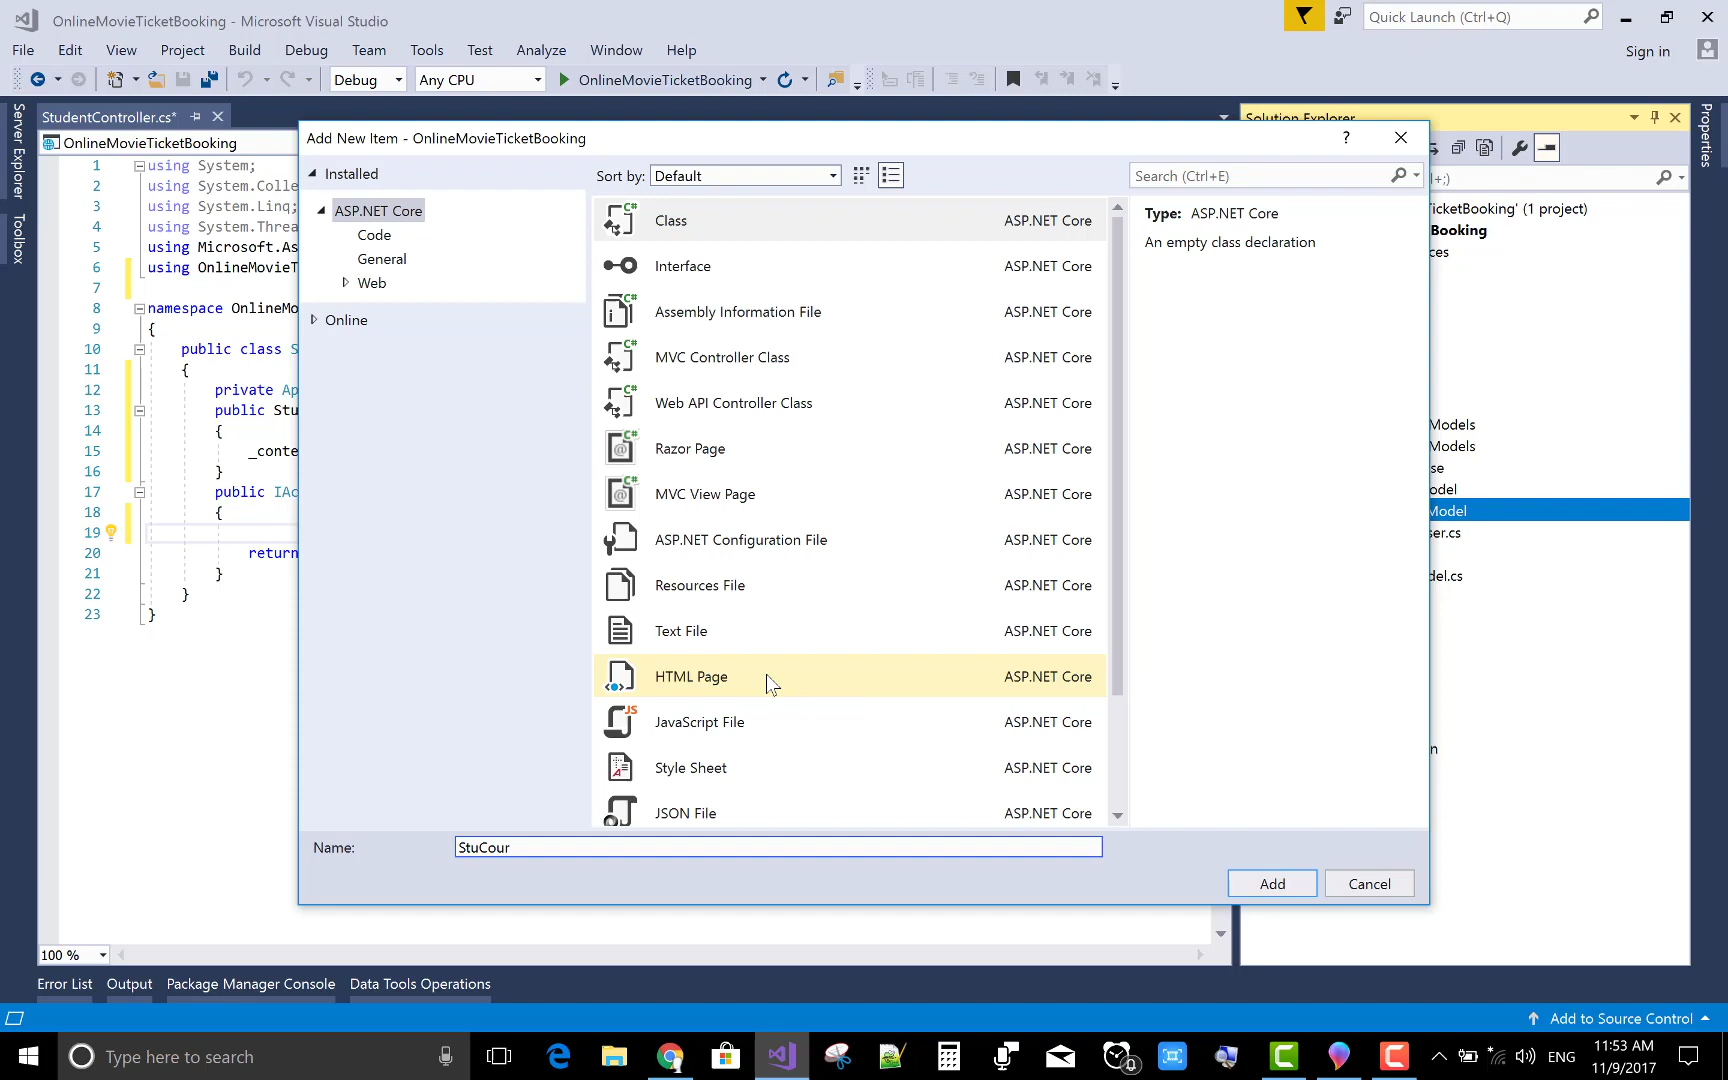 OnlineMovieTicketBooking - Microsoft Visual Studio
Quick Launch (Ctrl+Q)
File Edit View Project Build Debug Team Tools Test Analyze Window Help
Sign in
Debug Any CPU OnlineMovieTicketBooking
Server Explorer
Toolbox
StudentController.cs*
OnlineMovieTicketBooking
1 using System;
2 using System.Colle
3 using System.Linq;
4 using System.Threa
5 using Microsoft.As
6 using OnlineMovieT
7
8 namespace OnlineMo
9 {
10 public class S
11 {
12 private Ap
13 public Stu
14 {
15 _conte
16 }
17 public IAc
18 {
19
20 return
21 }
22 }
23 }
100 %
Add New Item - OnlineMovieTicketBooking
?
Installed
ASP.NET Core
Code
General
Web
Online
Sort by: Default
Search (Ctrl+E)
Class ASP.NET Core
Interface ASP.NET Core
Assembly Information File ASP.NET Core
MVC Controller Class ASP.NET Core
Web API Controller Class ASP.NET Core
Razor Page ASP.NET Core
MVC View Page ASP.NET Core
ASP.NET Configuration File ASP.NET Core
Resources File ASP.NET Core
Text File ASP.NET Core
HTML Page ASP.NET Core
JavaScript File ASP.NET Core
Style Sheet ASP.NET Core
JSON File ASP.NET Core
Type: ASP.NET Core
An empty class declaration
Name: StuCour
Add Cancel
Solution Explorer
l+;)
icketBooking' (1 project)
Booking
ces
Models
Models
se
odel
Model
ser.cs
del.cs
n
Properties
Error List Output Package Manager Console Data Tools Operations
Add to Source Control
Type here to search
ENG
11:53 AM
11/9/2017